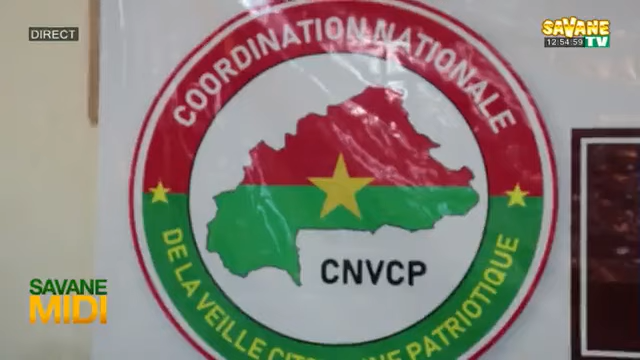 DIRECT
SAVANE
12:54:59 TV
COORDINATION NATIONALE
CNVCP
DE LA VEILLE CITOYENNE PATRIOTIQUE
SAVANE
MIDI